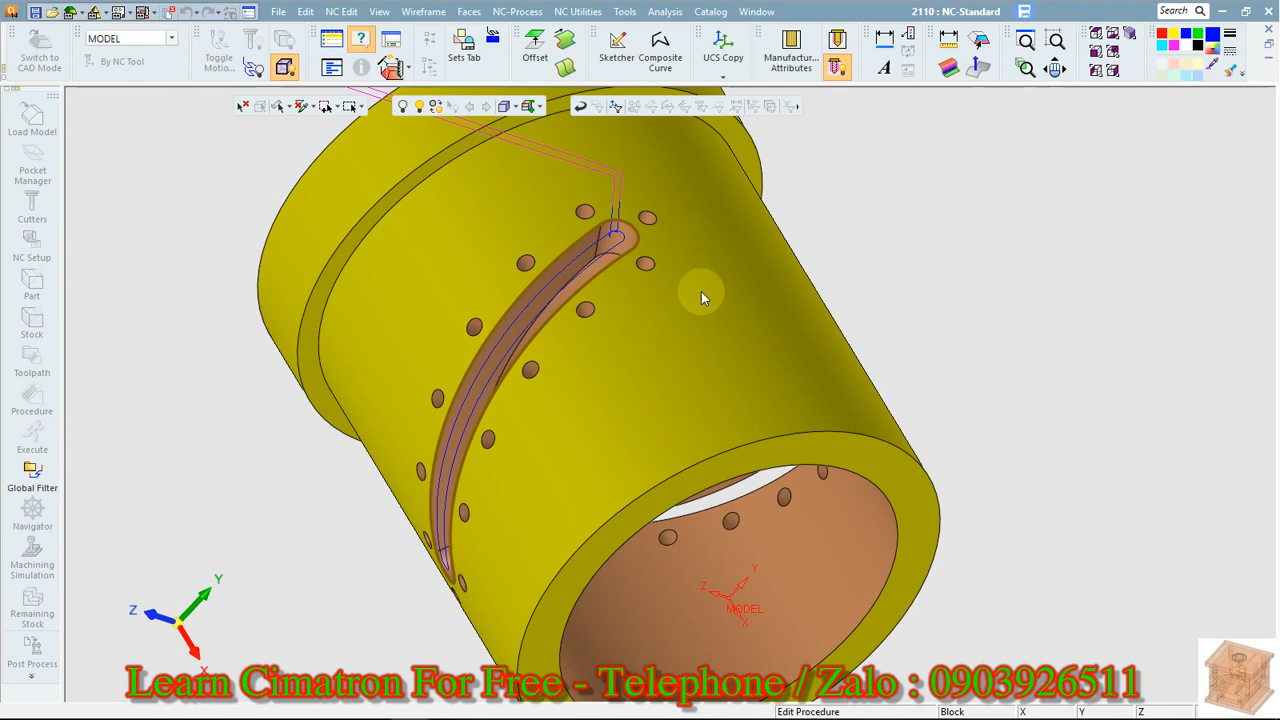 File Edit NC Edit View Wireframe Faces NC-Process NC Utilities Tools Analysis Catalog Window
2110 : NC-Standard
Search
Switch to CAD Mode
MODEL
By NC Tool
Toggle Motio...
Sets Tab
Offset
Sketcher
Composite Curve
UCS Copy
Manufactur... Attributes
A
Load Model
Pocket Manager
Cutters
NC Setup
Part
Stock
Toolpath
Procedure
Execute
Global Filter
Navigator
Machining Simulation
Remaining Stock
Post Process
Y
Z
X
Y
Z
MODEL
X
Learn Cimatron For Free - Telephone / Zalo : 0903926511
Edit Procedure Block X Y Z